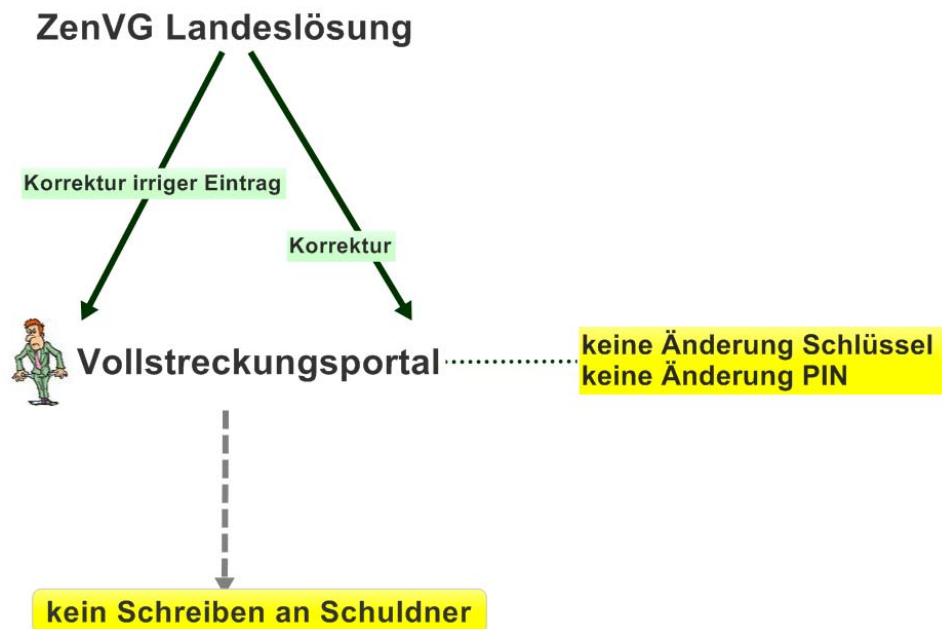 ZenVG Landeslösung
Korrektur irriger Eintrag
Korrektur
Vollstreckungsportal
keine Änderung Schlüssel
keine Änderung PIN
kein Schreiben an Schuldner